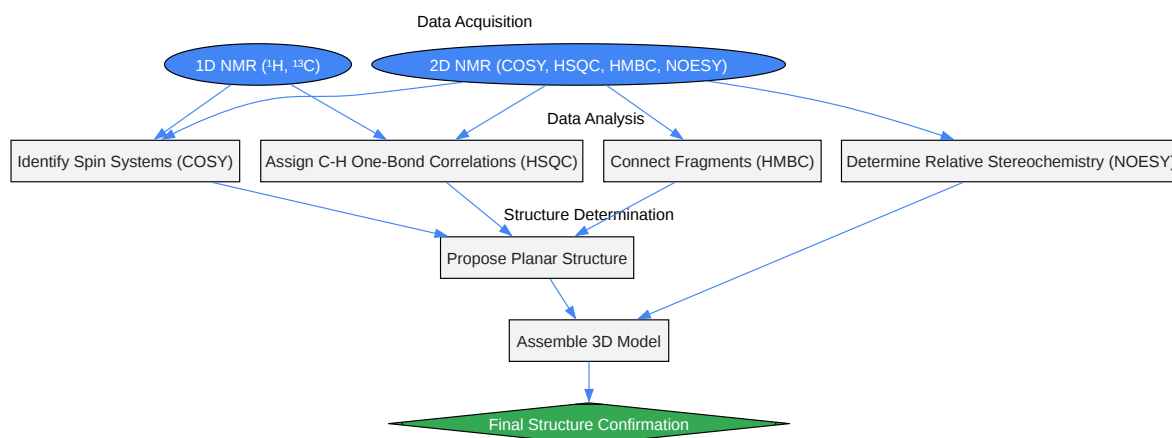 Data Acquisition
1D NMR (¹H, ¹³C)
2D NMR (COSY, HSQC, HMBC, NOESY)
Data Analysis
Identify Spin Systems (COSY)
Assign C-H One-Bond Correlations (HSQC)
Connect Fragments (HMBC)
Determine Relative Stereochemistry (NOESY)
Structure Determination
Propose Planar Structure
Assemble 3D Model
Final Structure Confirmation